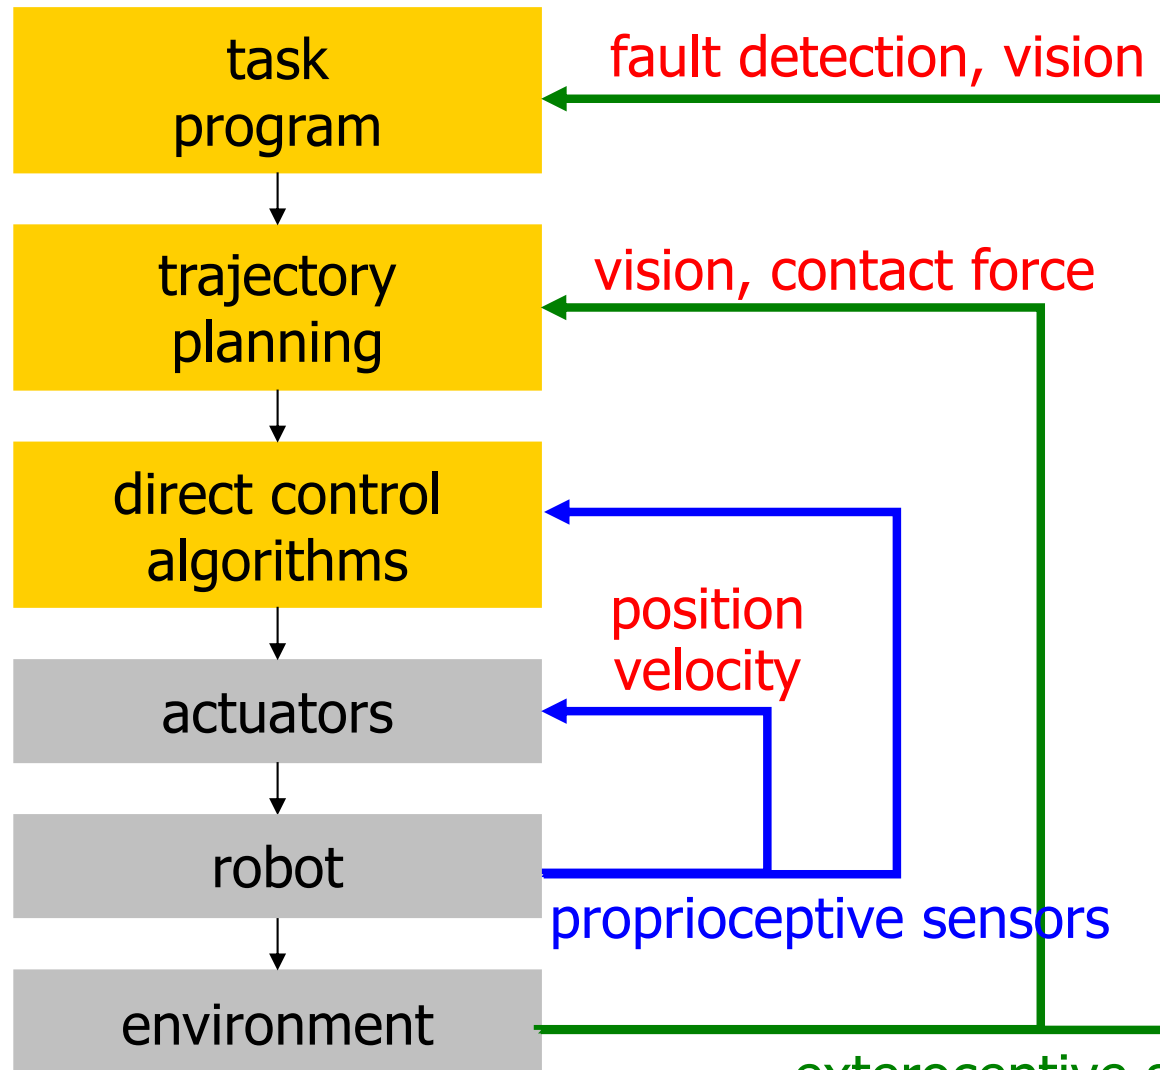 task
program
fault detection, vision
trajectory
planning
vision, contact force
direct control
algorithms
position
velocity
actuators
robot
proprioceptive sensors
environment